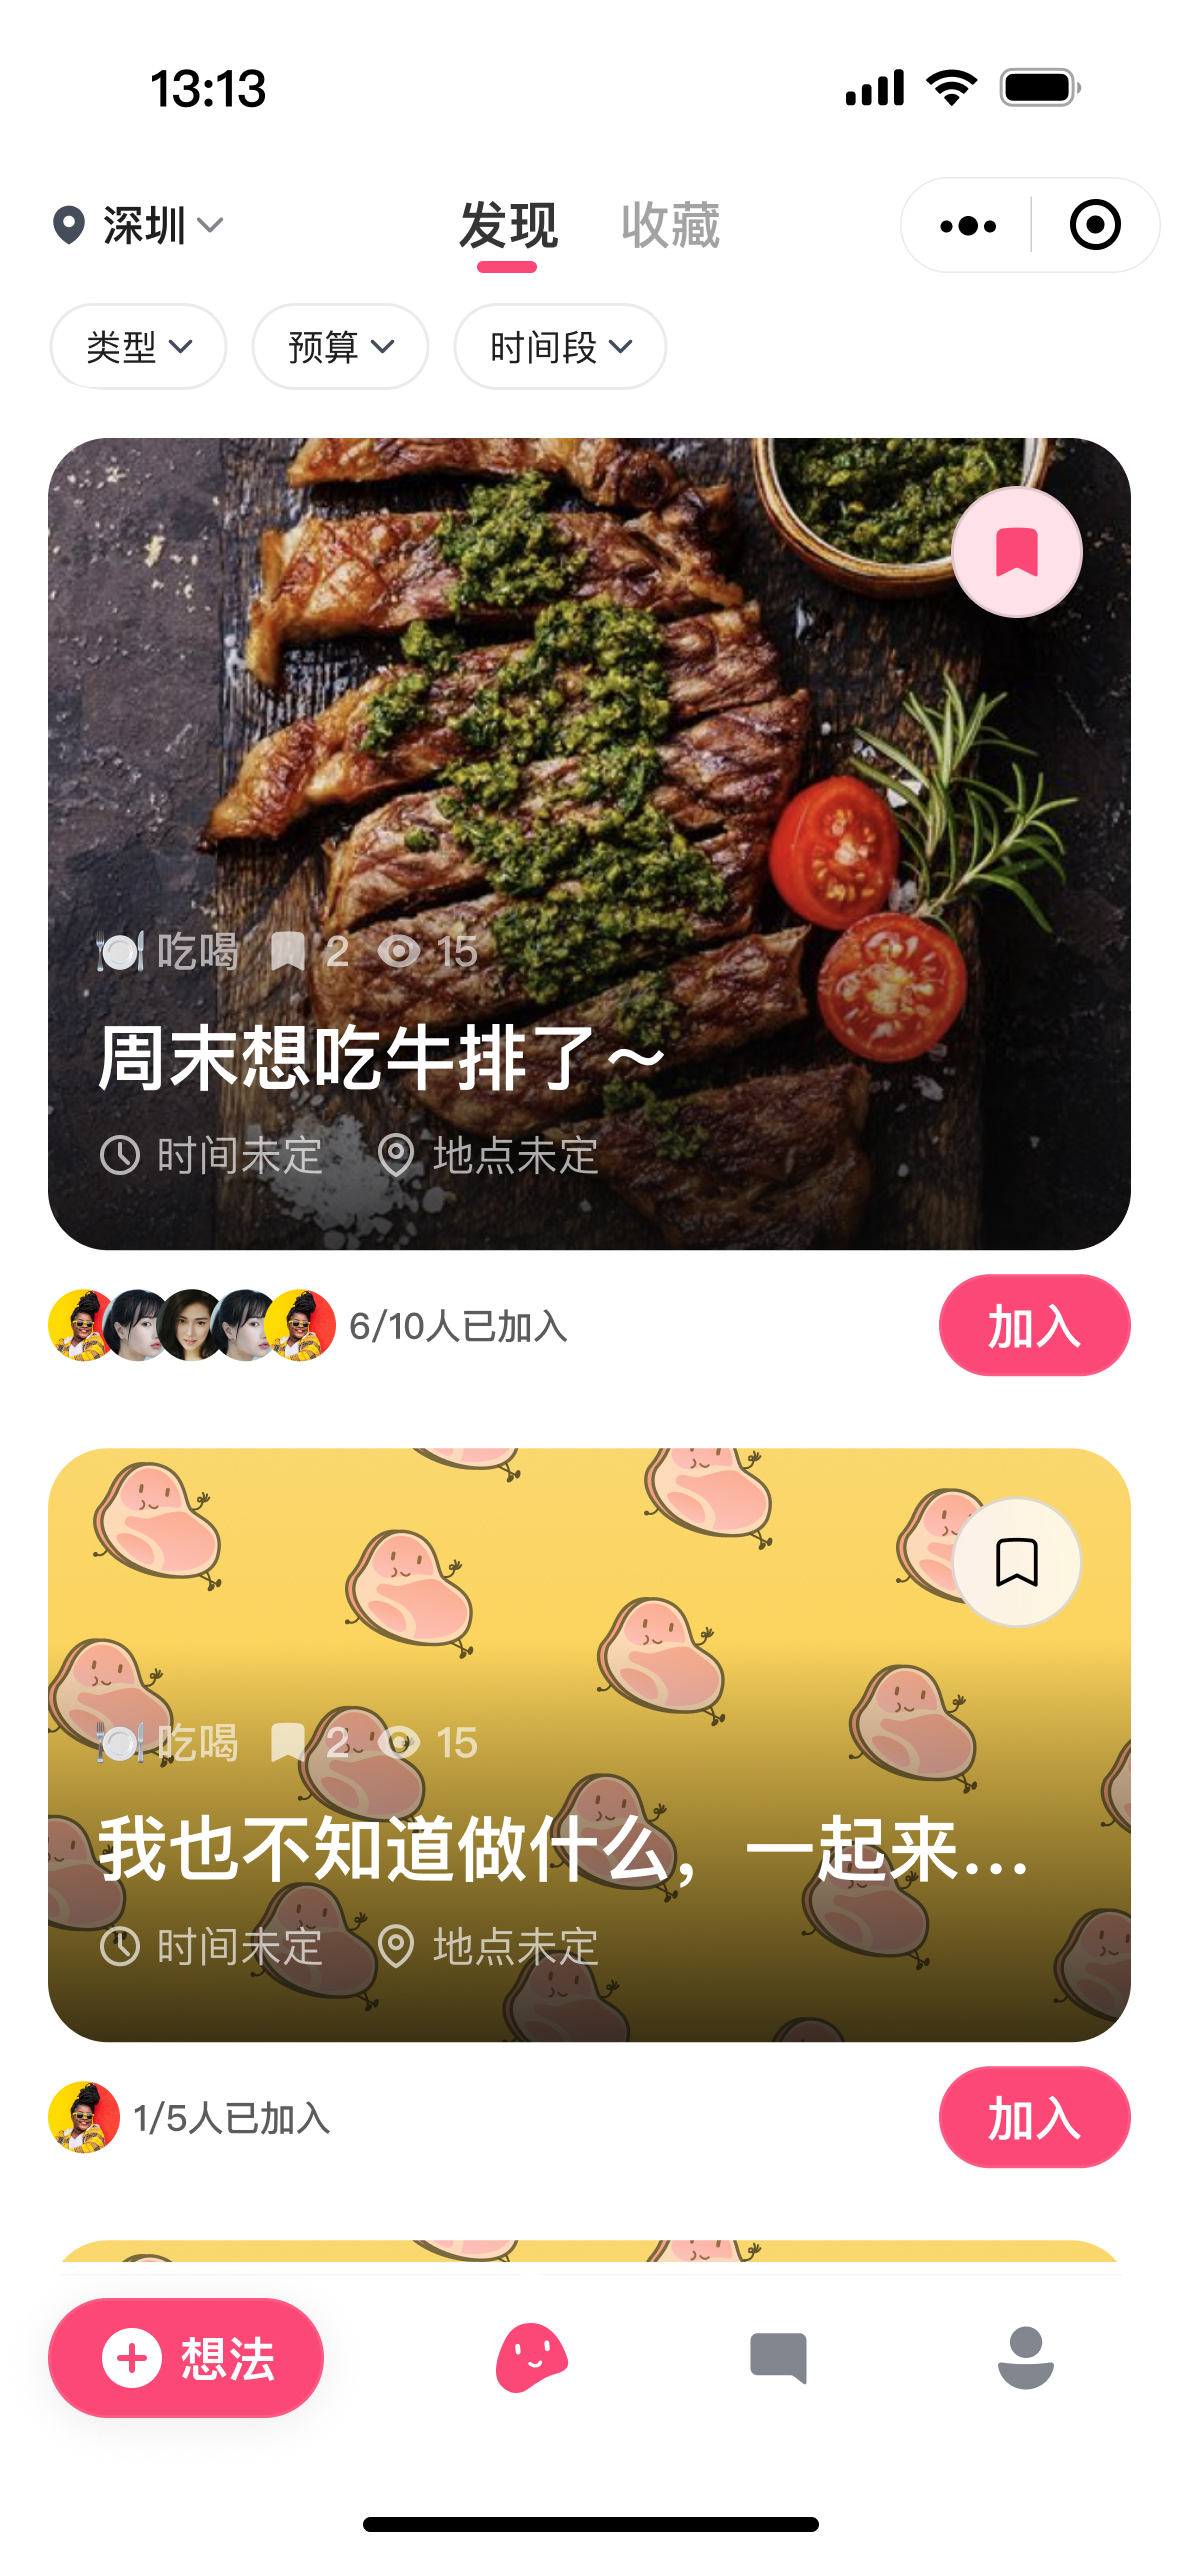 13:13
深圳
发现 收藏
类型 预算 时间段
吃喝 2 15
周末想吃牛排了～
时间未定 地点未定
6/10人已加入 加入
吃喝 2 15
我也不知道做什么，一起来...
时间未定 地点未定
1/5人已加入 加入
想法